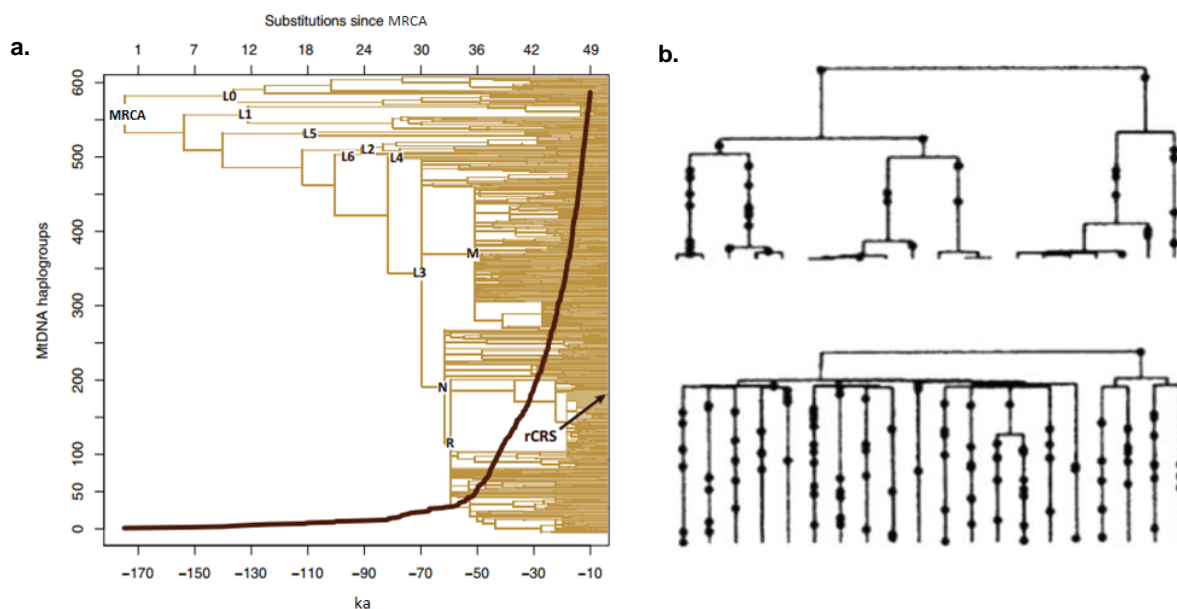 a.
Substitutions since MRCA
1 7 12 18 24 30 36 42 49
MtDNA haplogroups
600
500
400
300
200
100
50
0
MRCA
L0
L1
L5
L2
L6
L4
L3
M
N
R
rCRS
−170 −150 −130 −110 −90 −70 −50 −30 −10
ka
b.